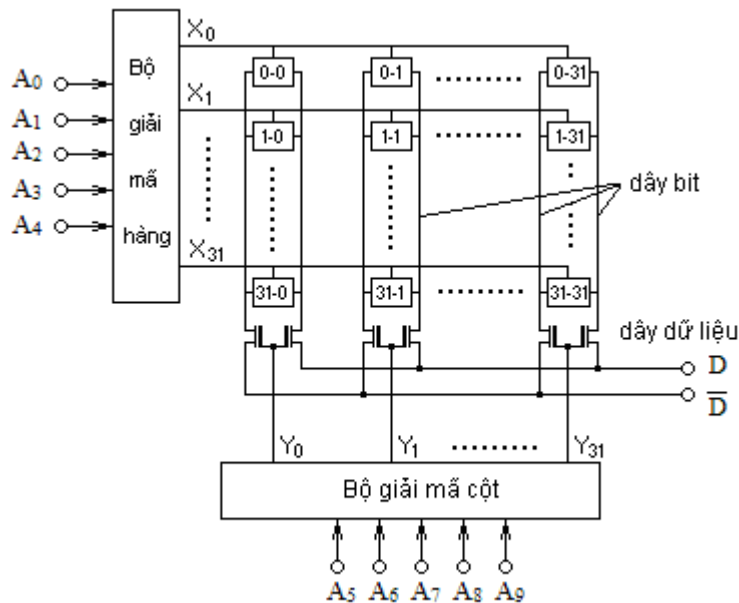 X0
Bộ
giải
mã
hàng
A0
A1
A2
A3
A4
X1
X31
0-0
0-1
0-31
1-0
1-1
1-31
31-0
31-1
31-31
dây bit
dây dữ liệu
D
D̅
Y0
Y1
Y31
Bộ giải mã cột
A5 A6 A7 A8 A9